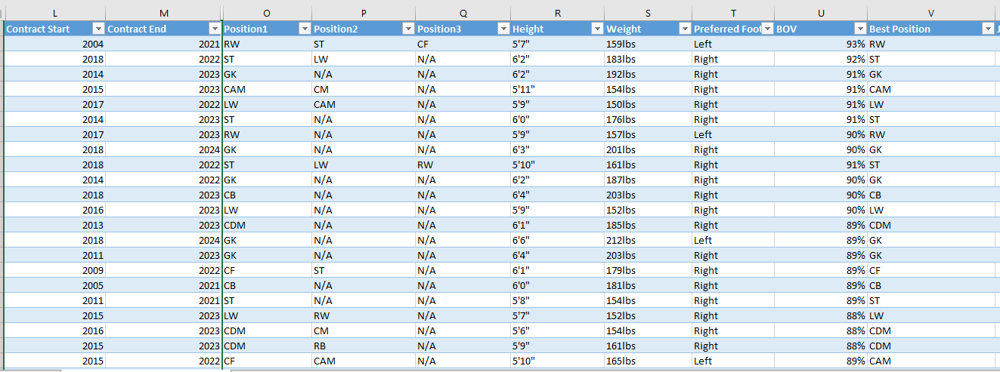 L M O P Q R S T U V
Contract Start Contract End Position1 Position2 Position3 Height Weight Preferred Foot BOV Best Position
2004 2021 RW ST CF 5'7" 159lbs Left 93% RW
2018 2022 ST LW N/A 6'2" 183lbs Right 92% ST
2014 2023 GK N/A N/A 6'2" 192lbs Right 91% GK
2015 2023 CAM CM N/A 5'11" 154lbs Right 91% CAM
2017 2022 LW CAM N/A 5'9" 150lbs Right 91% LW
2014 2023 ST N/A N/A 6'0" 176lbs Right 91% ST
2017 2023 RW N/A N/A 5'9" 157lbs Left 90% RW
2018 2024 GK N/A N/A 6'3" 201lbs Right 90% GK
2018 2022 ST LW RW 5'10" 161lbs Right 91% ST
2014 2022 GK N/A N/A 6'2" 187lbs Right 90% GK
2018 2023 CB N/A N/A 6'4" 203lbs Right 90% CB
2016 2023 LW N/A N/A 5'9" 152lbs Right 90% LW
2013 2023 CDM N/A N/A 6'1" 185lbs Right 89% CDM
2018 2024 GK N/A N/A 6'6" 212lbs Left 89% GK
2011 2023 GK N/A N/A 6'4" 203lbs Right 89% GK
2009 2022 CF ST N/A 6'1" 179lbs Right 89% CF
2005 2021 CB N/A N/A 6'0" 181lbs Right 89% CB
2011 2021 ST N/A N/A 5'8" 154lbs Right 89% ST
2015 2023 LW RW N/A 5'7" 152lbs Right 88% LW
2016 2023 CDM CM N/A 5'6" 154lbs Right 88% CDM
2015 2023 CDM RB N/A 5'9" 161lbs Right 88% CDM
2015 2022 CF CAM N/A 5'10" 165lbs Left 89% CAM